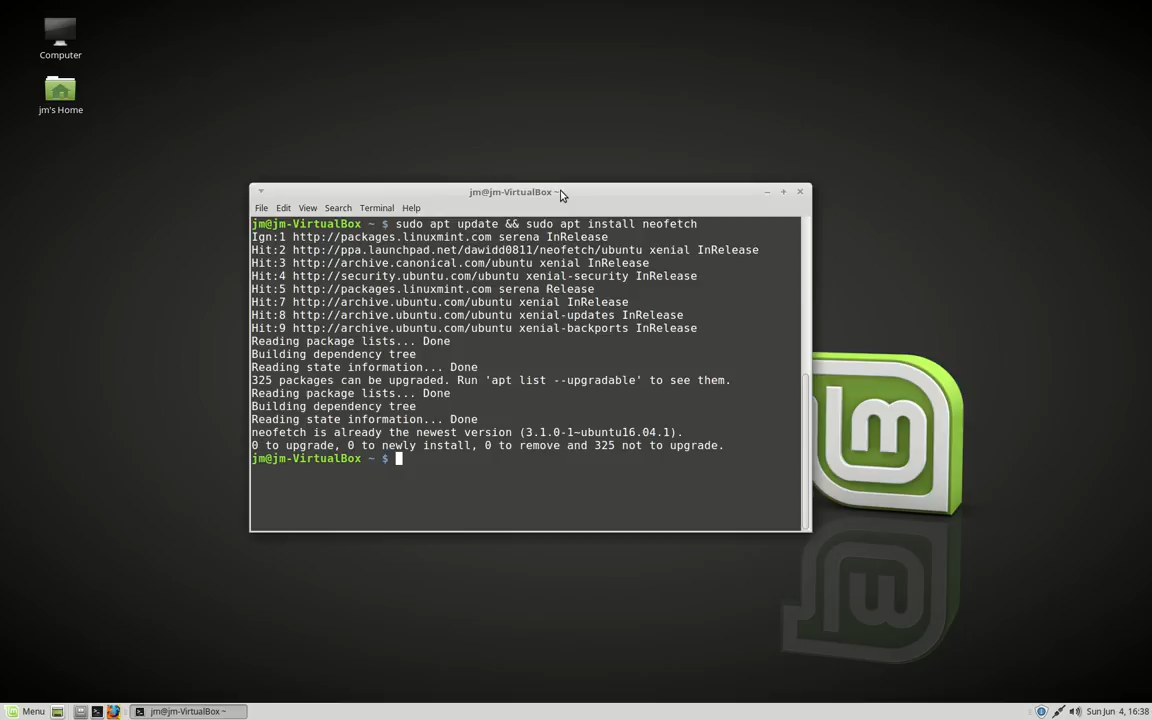 Computer
jm's Home
jm@jm-VirtualBox ~
File Edit View Search Terminal Help
jm@jm-VirtualBox ~ $ sudo apt update && sudo apt install neofetch
Ign:1 http://packages.linuxmint.com serena InRelease
Hit:2 http://ppa.launchpad.net/dawidd0811/neofetch/ubuntu xenial InRelease
Hit:3 http://archive.canonical.com/ubuntu xenial InRelease
Hit:4 http://security.ubuntu.com/ubuntu xenial-security InRelease
Hit:5 http://packages.linuxmint.com serena Release
Hit:7 http://archive.ubuntu.com/ubuntu xenial InRelease
Hit:8 http://archive.ubuntu.com/ubuntu xenial-updates InRelease
Hit:9 http://archive.ubuntu.com/ubuntu xenial-backports InRelease
Reading package lists... Done
Building dependency tree
Reading state information... Done
325 packages can be upgraded. Run 'apt list --upgradable' to see them.
Reading package lists... Done
Building dependency tree
Reading state information... Done
neofetch is already the newest version (3.1.0-1~ubuntu16.04.1).
0 to upgrade, 0 to newly install, 0 to remove and 325 not to upgrade.
jm@jm-VirtualBox ~ $
Menu
jm@jm-VirtualBox ~
Sun Jun 4, 16:38